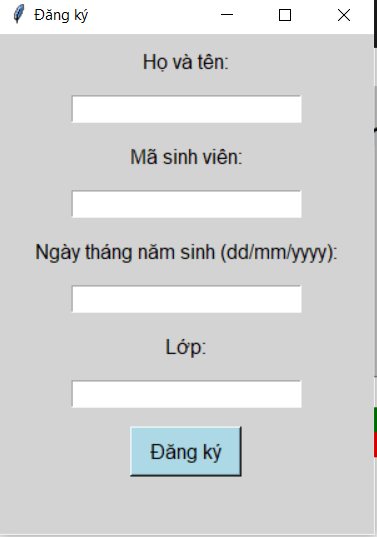 Đăng ký
Họ và tên:
Mã sinh viên:
Ngày tháng năm sinh (dd/mm/yyyy):
Lớp:
Đăng ký